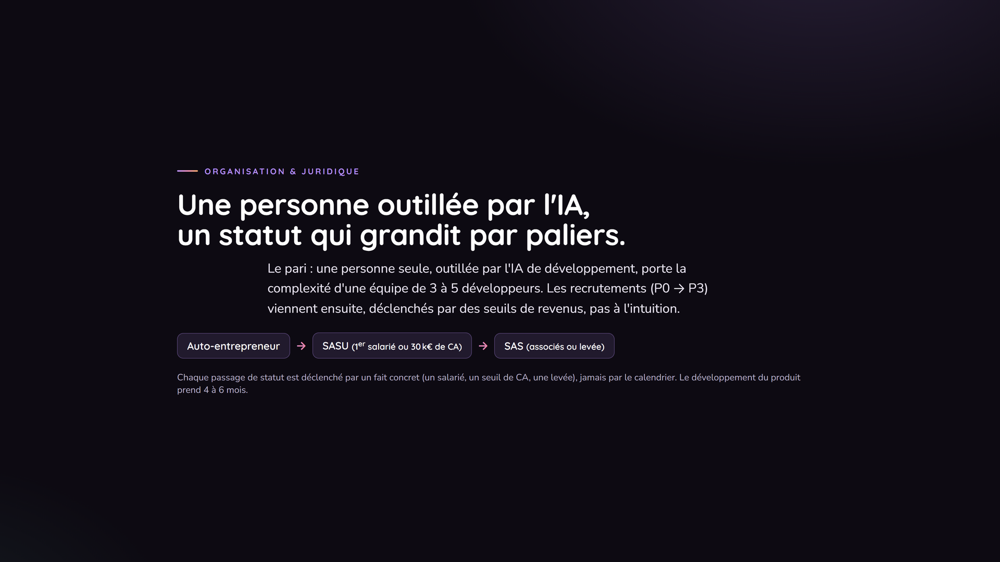 ORGANISATION & JURIDIQUE
Une personne outillée par l'IA,
un statut qui grandit par paliers.
Le pari : une personne seule, outillée par l'IA de développement, porte la
complexité d'une équipe de 3 à 5 développeurs. Les recrutements (P0 → P3)
viennent ensuite, déclenchés par des seuils de revenus, pas à l'intuition.
Auto-entrepreneur → SASU (1er salarié ou 30 k€ de CA) → SAS (associés ou levée)
Chaque passage de statut est déclenché par un fait concret (un salarié, un seuil de CA, une levée), jamais par le calendrier. Le développement du produit
prend 4 à 6 mois.